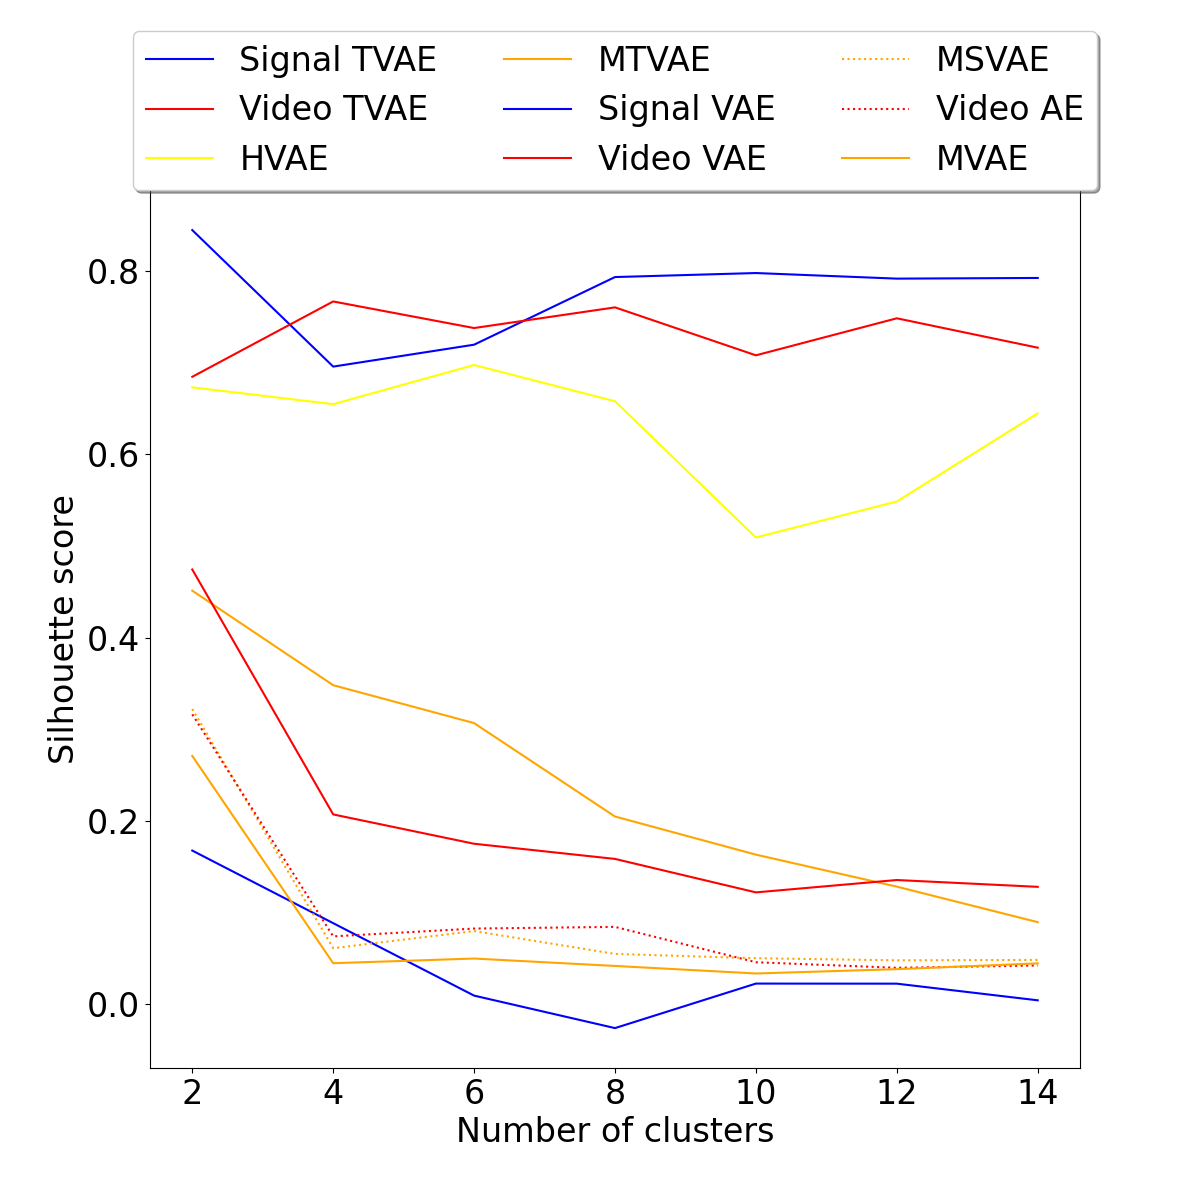 Signal TVAE
Video TVAE
HVAE
MTVAE
Signal VAE
Video VAE
MSVAE
Video AE
MVAE
Silhouette score
0.8
0.6
0.4
0.2
0.0
2 4 6 8 10 12 14
Number of clusters